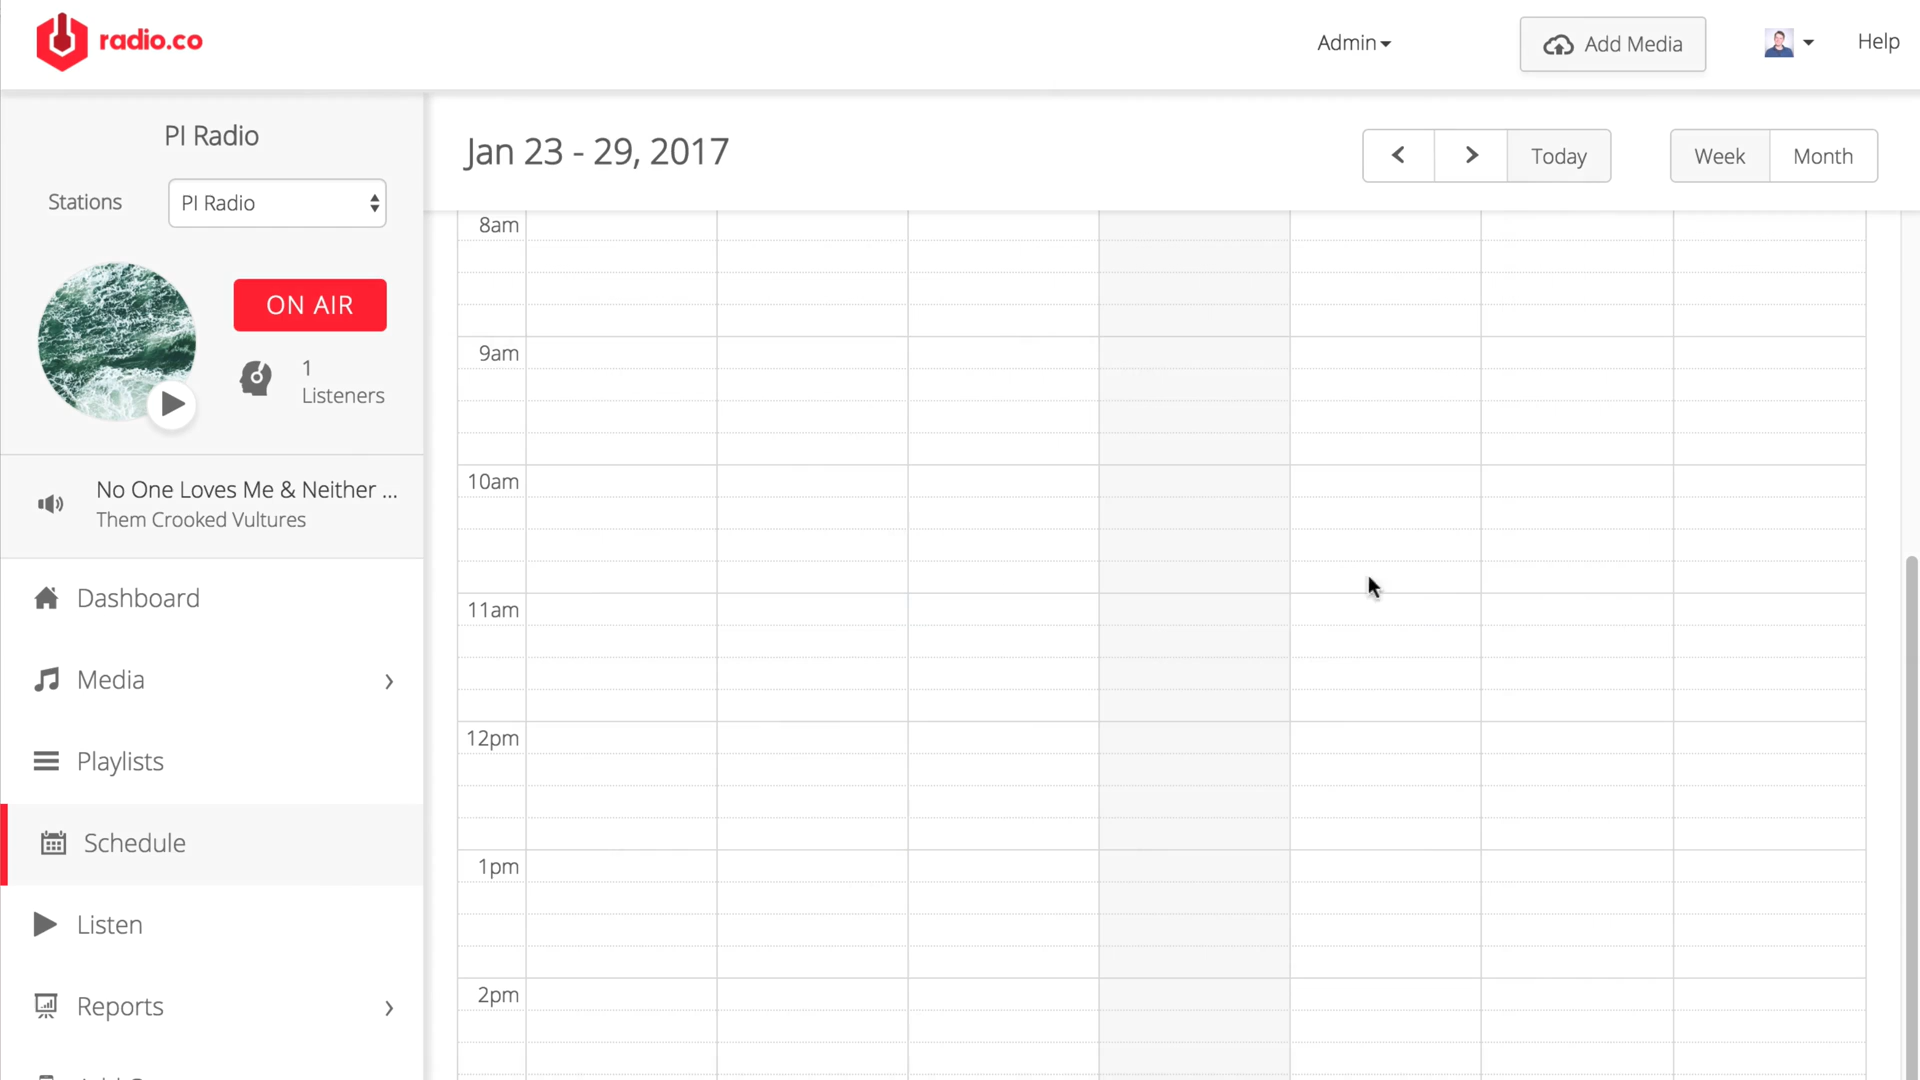 radio.co
Admin
Add Media
Help
PI Radio
Stations
PI Radio
ON AIR
1
Listeners
No One Loves Me & Neither ...
Them Crooked Vultures
Dashboard
Media
Playlists
Schedule
Listen
Reports
Jan 23 - 29, 2017
Today
Week
Month
8am
9am
10am
11am
12pm
1pm
2pm